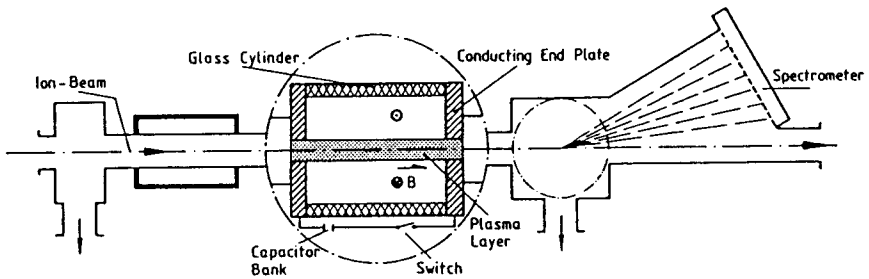 Glass Cylinder
Conducting End Plate
Ion-Beam
Spectrometer
B
Plasma
Layer
Capacitor
Bank
Switch